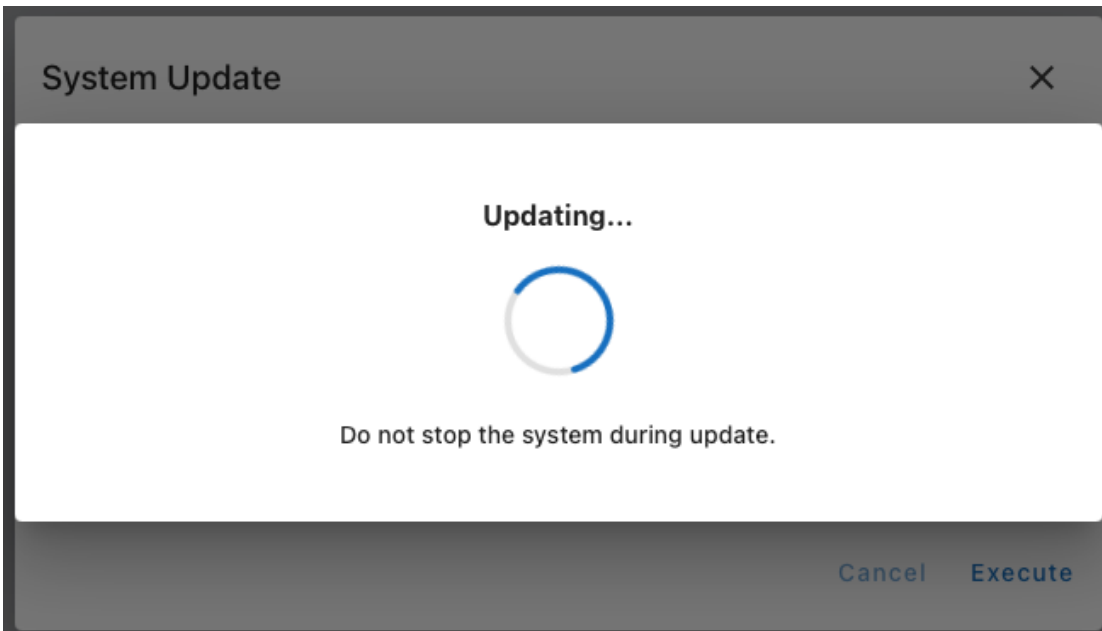 System Update
Updating...
Do not stop the system during update.
Cancel Execute